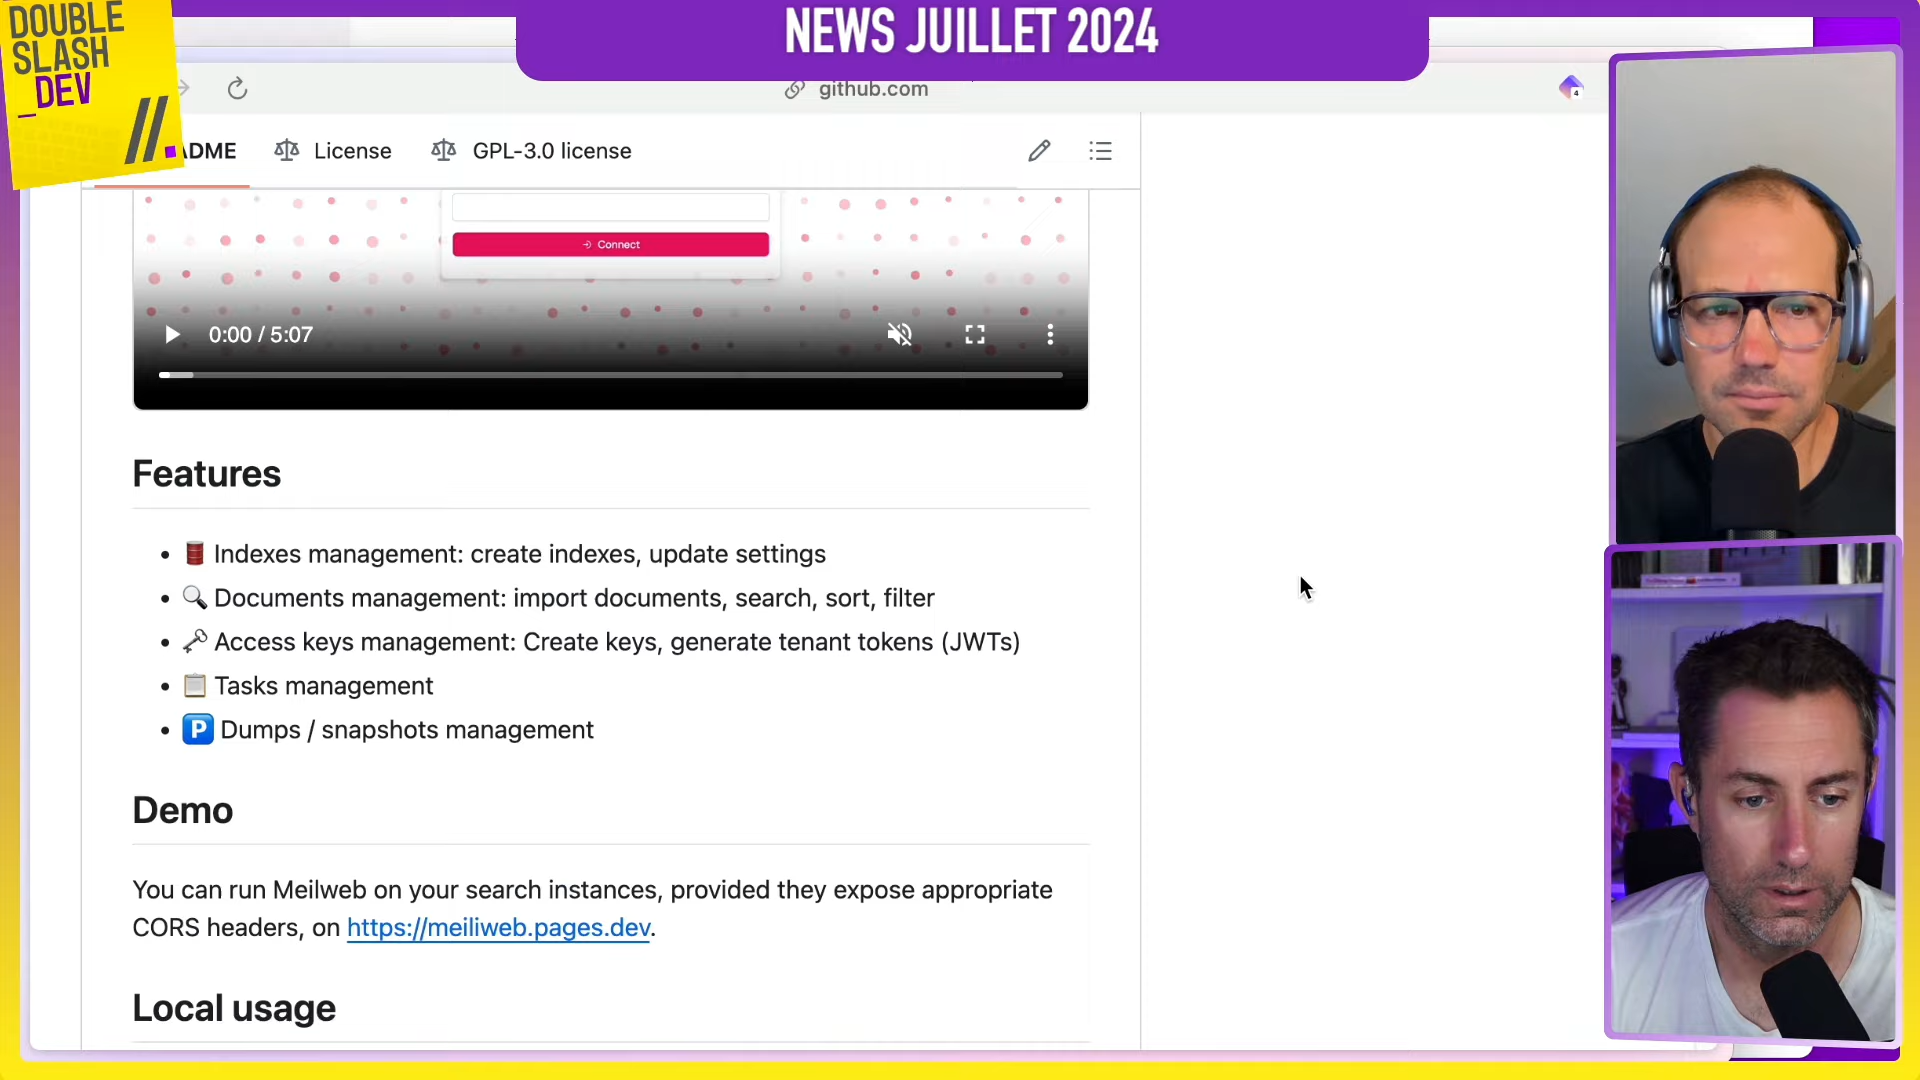 DOUBLE
SLASH
_DEV
//.
NEWS JUILLET 2024
github.com
4
ADME
License
GPL-3.0 license
Connect
0:00 / 5:07
Features
Indexes management: create indexes, update settings
Documents management: import documents, search, sort, filter
Access keys management: Create keys, generate tenant tokens (JWTs)
Tasks management
P Dumps / snapshots management
Demo
You can run Meilweb on your search instances, provided they expose appropriate
CORS headers, on https://meiliweb.pages.dev.
Local usage